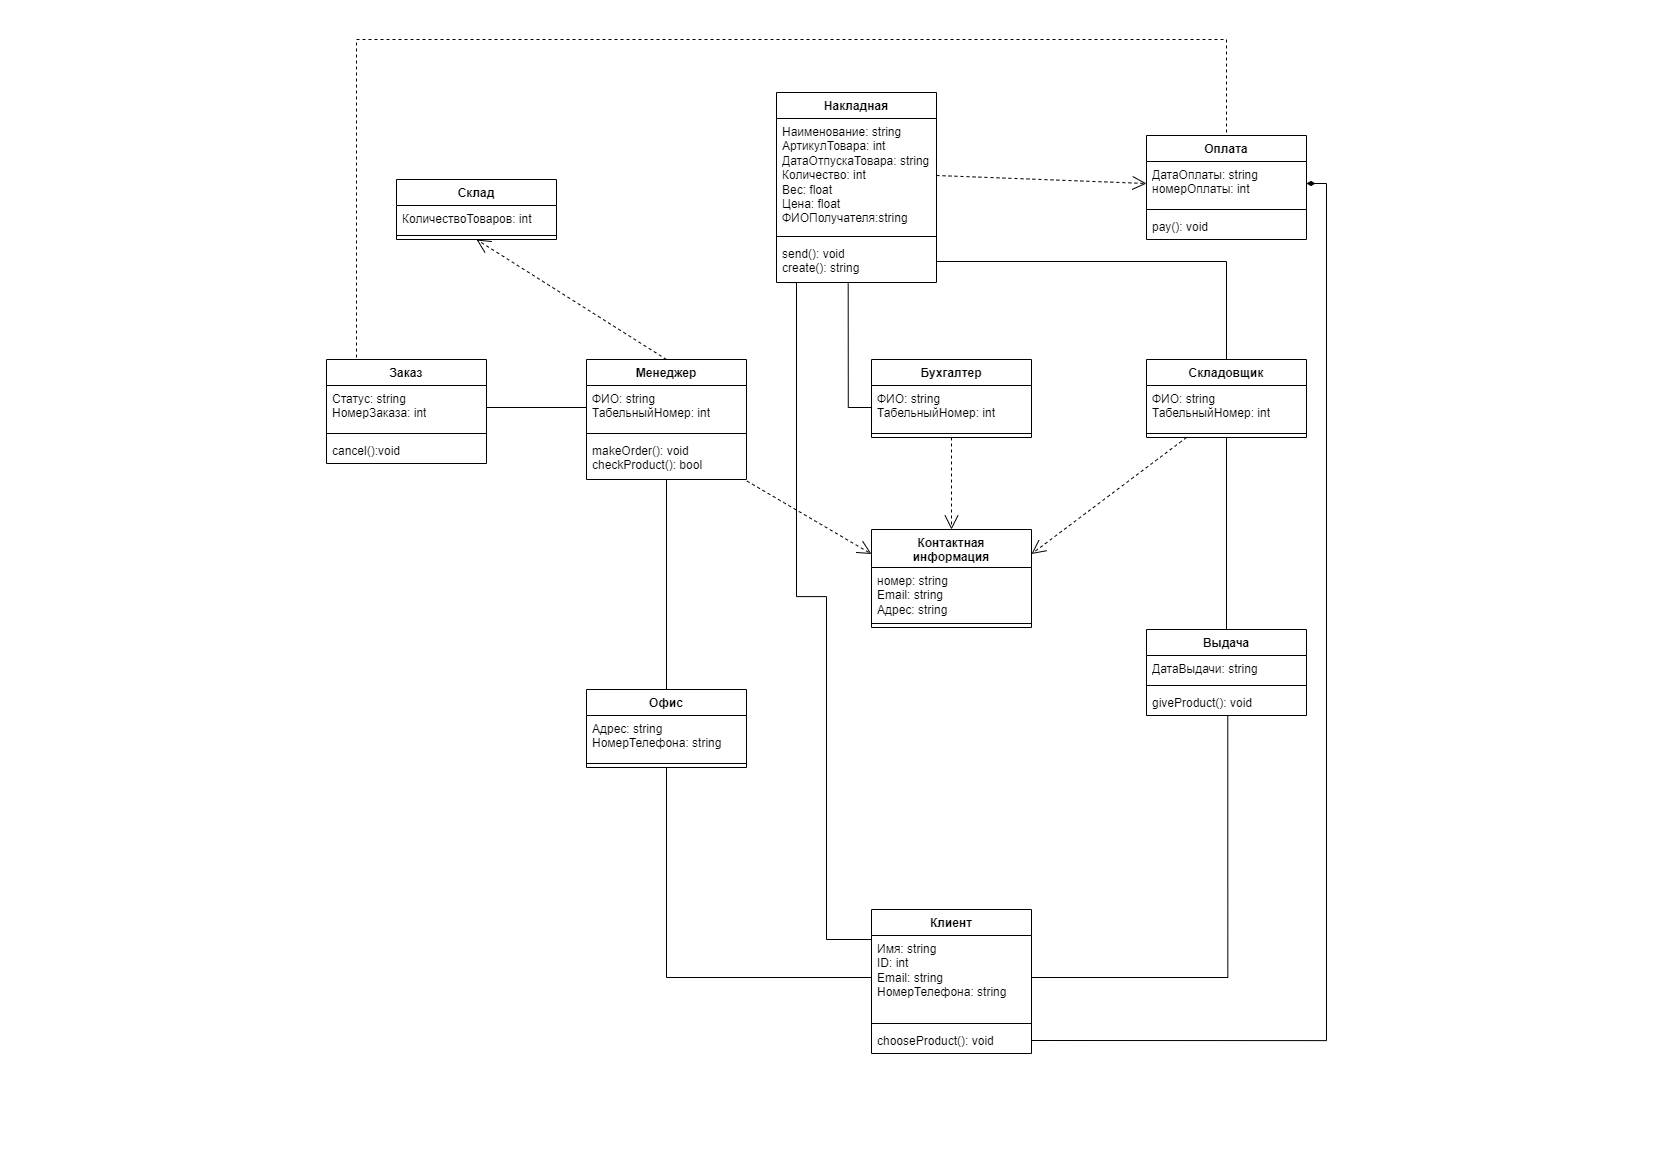 Накладная
Наименование: string
АртикулТовара: int
ДатаОтпускаТовара: string
Количество: int
Вес: float
Цена: float
ФИОПолучателя:string
send(): void
create(): string
Оплата
ДатаОплаты: string
номерОплаты: int
pay(): void
Склад
КоличествоТоваров: int
Заказ
Статус: string
НомерЗаказа: int
cancel():void
Менеджер
ФИО: string
ТабельныйНомер: int
makeOrder(): void
checkProduct(): bool
Бухгалтер
ФИО: string
ТабельныйНомер: int
Складовщик
ФИО: string
ТабельныйНомер: int
Контактная
информация
номер: string
Email: string
Адрес: string
Выдача
ДатаВыдачи: string
giveProduct(): void
Офис
Адрес: string
НомерТелефона: string
Клиент
Имя: string
ID: int
Email: string
НомерТелефона: string
chooseProduct(): void